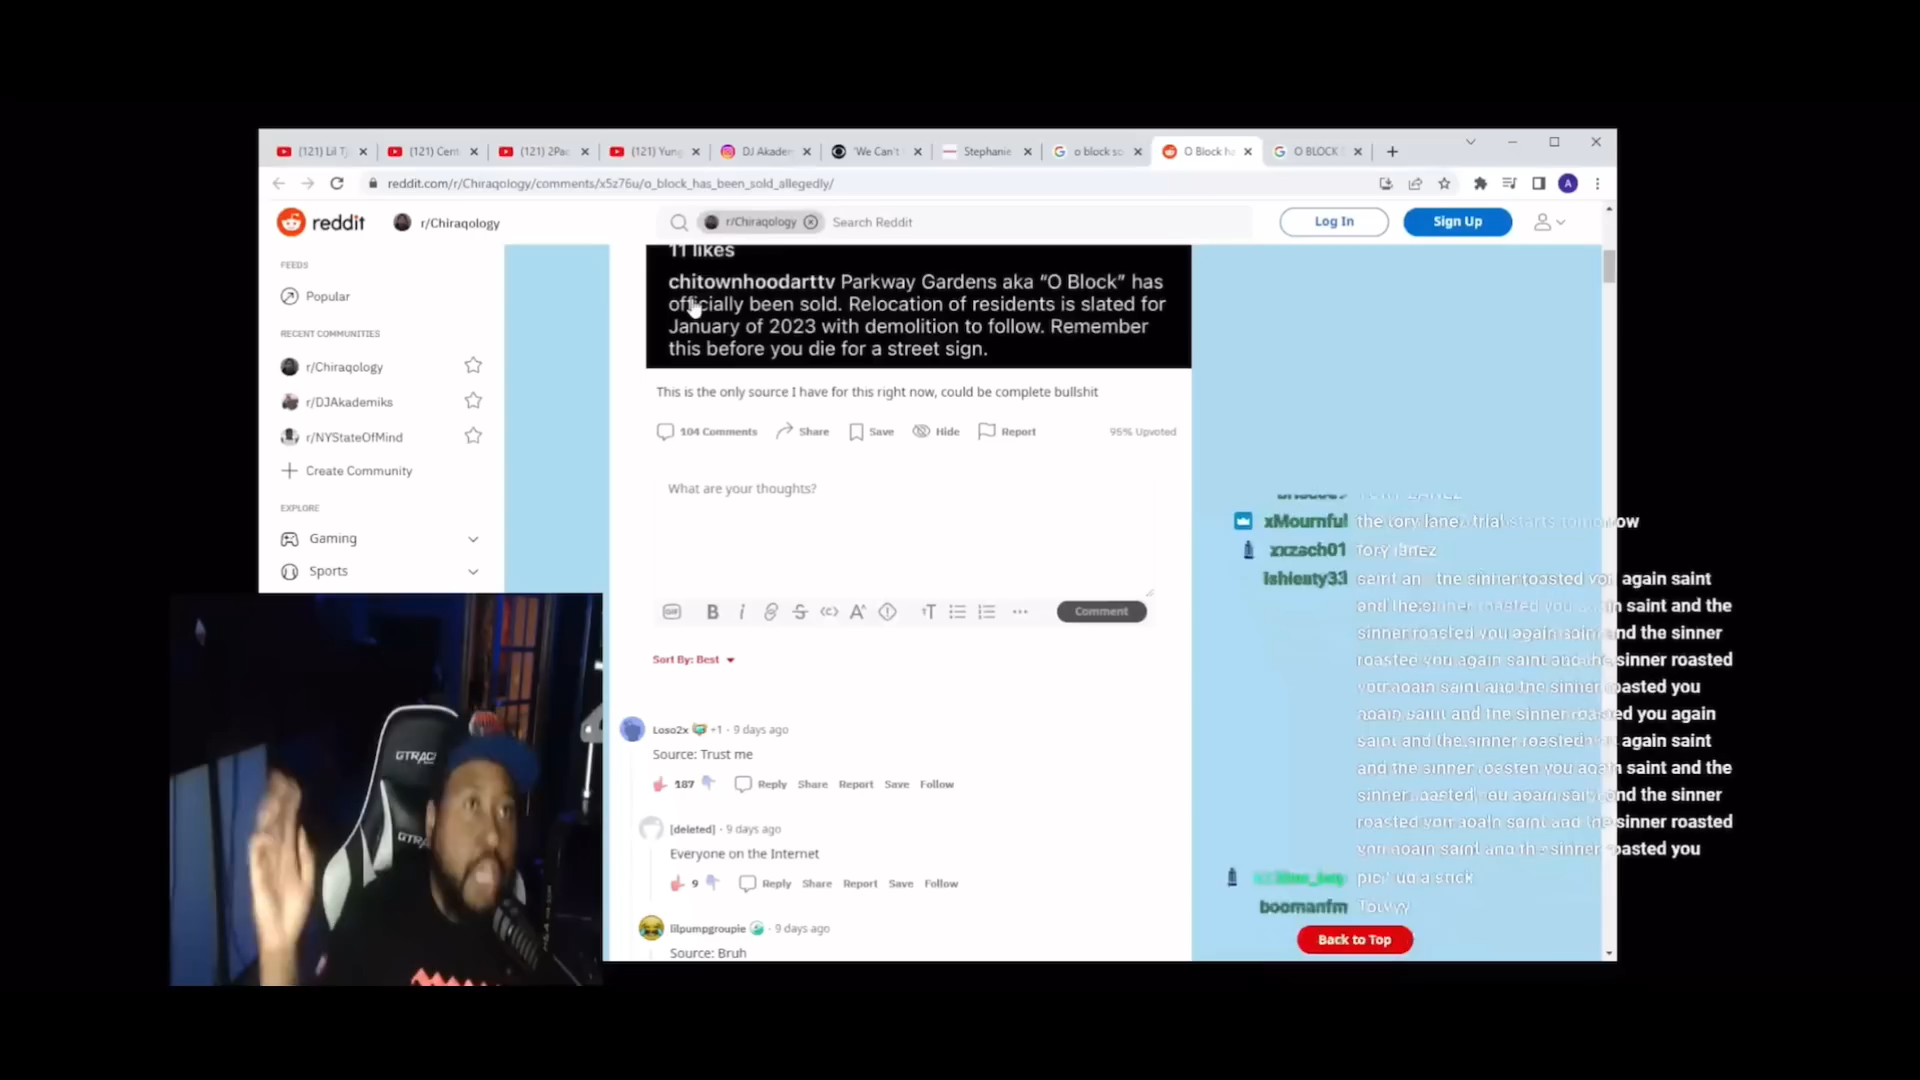 (121) Lil T
(121) Cent
(121) 2Pac
(121) Yung
DJ Akadem
'We Can't
Stephanie
o block so
O Block ha
O BLOCK
reddit.com/r/Chiraqology/comments/x5z76u/o_block_has_been_sold_allegedly/
A
reddit
r/Chiraqology
r/Chiraqology
Search Reddit
Log In
Sign Up
FEEDS
Popular
RECENT COMMUNITIES
r/Chiraqology
r/DJAkademiks
r/NYStateOfMind
Create Community
EXPLORE
Gaming
Sports
11 likes
chitownhoodarttv Parkway Gardens aka “O Block” has
officially been sold. Relocation of residents is slated for
January of 2023 with demolition to follow. Remember
this before you die for a street sign.
This is the only source I have for this right now, could be complete bullshit
104 Comments
Share
Save
Hide
Report
95% Upvoted
What are your thoughts?
GIF
Comment
Sort By: Best
Loso2x +1 · 9 days ago
Source: Trust me
187
Reply
Share
Report
Save
Follow
[deleted] · 9 days ago
Everyone on the Internet
9
Reply
Share
Report
Save
Follow
lilpumpgroupie · 9 days ago
Source: Bruh
xMournful the tory lanez trial starts tomorrow
xxzach01 Tory lanez
ishiesty33 saint and the sinner roasted you again saint
and the sinner roasted you again saint and the
sinner roasted you again saint and the sinner
roasted you again saint and the sinner roasted
you again saint and the sinner roasted you
again saint and the sinner roasted you again
saint and the sinner roasted you again saint
and the sinner roasted you again saint and the
sinner roasted you again saint and the sinner
roasted you again saint and the sinner roasted
you again saint and the sinner roasted you
pick up a stick
boomanfm
Back to Top
GTRAC
GTR